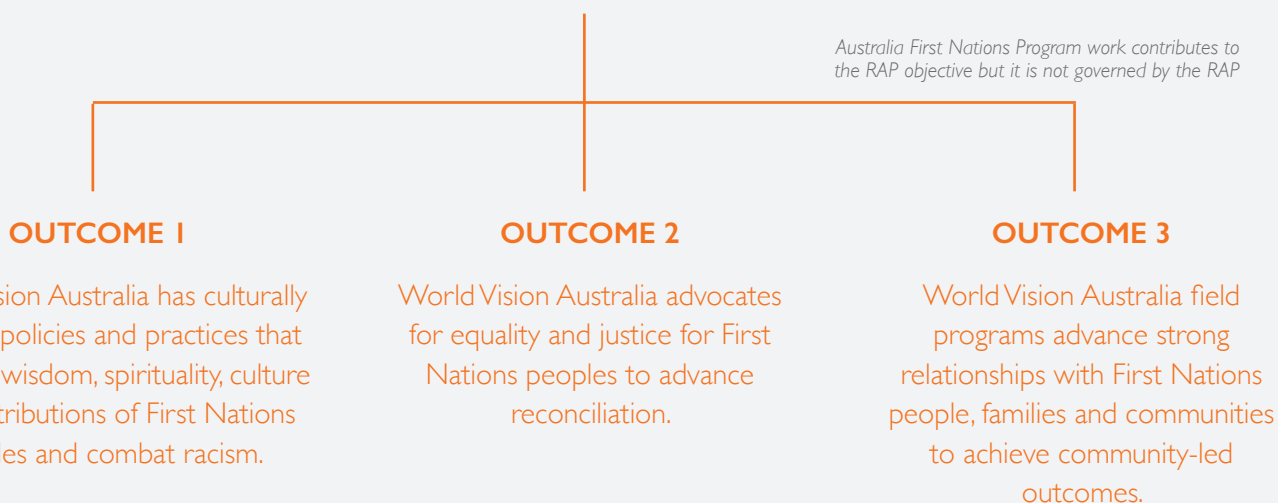 Australia First Nations Program work contributes to
the RAP objective but it is not governed by the RAP
OUTCOME 1
sion Australia has culturally
policies and practices that
wisdom, spirituality, culture
tributions of First Nations
les and combat racism.
OUTCOME 2
World Vision Australia advocates
for equality and justice for First
Nations peoples to advance
reconciliation.
OUTCOME 3
World Vision Australia field
programs advance strong
relationships with First Nations
people, families and communities
to achieve community-led
outcomes.